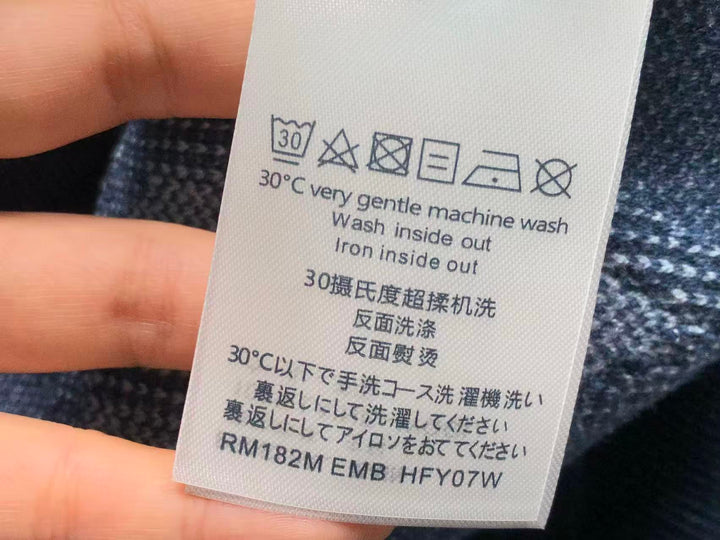 30
30°C very gentle machine wash
Wash inside out
Iron inside out
30摄氏度超揉机洗
反面洗涤
反面熨烫
30°C以下で手洗コース洗濯機洗い
裏返しにして洗濯してください
裏返しにしてアイロンをおててください
RM182M EMB HFY07W